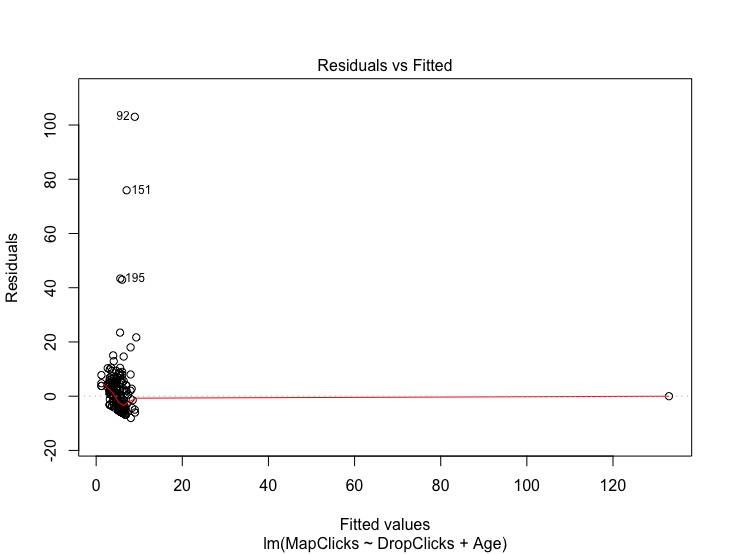 Residuals vs Fitted
Residuals
100
80
60
40
20
0
-20
92
151
195
0 20 40 60 80 100 120
Fitted values
lm(MapClicks ~ DropClicks + Age)